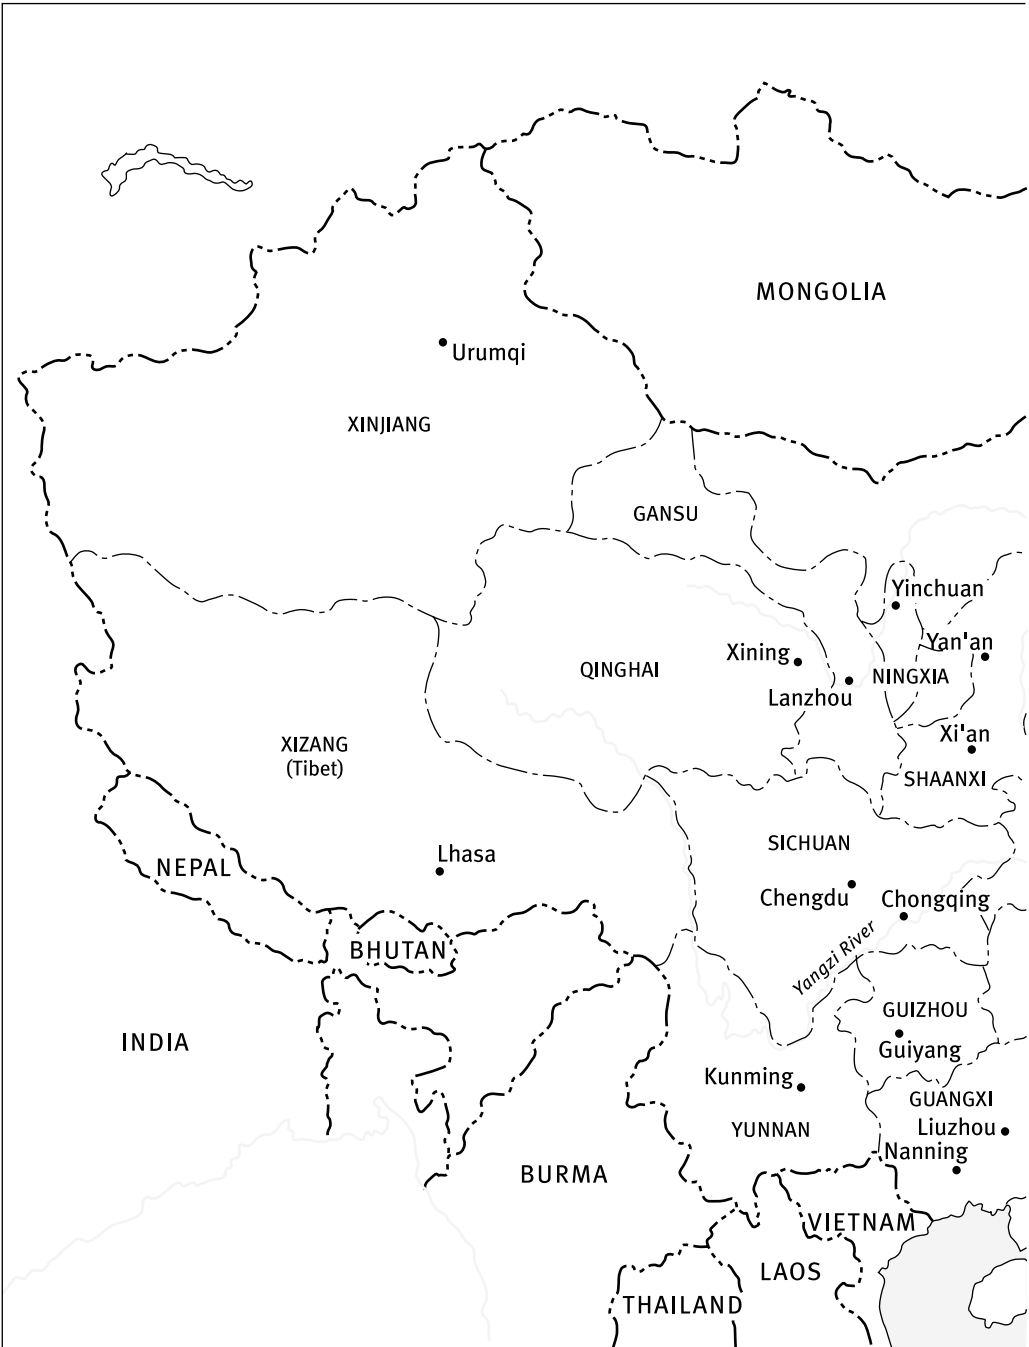 MONGOLIA
Urumqi
XINJIANG
GANSU
Yinchuan
Yan'an
Xining
QINGHAI
NINGXIA
Lanzhou
Xi'an
XIZANG
(Tibet)
SHAANXI
SICHUAN
Lhasa
NEPAL
Chengdu
Chongqing
BHUTAN
Yangzi River
GUIZHOU
INDIA
Guiyang
Kunming
GUANGXI
Liuzhou
YUNNAN
Nanning
BURMA
VIETNAM
LAOS
THAILAND